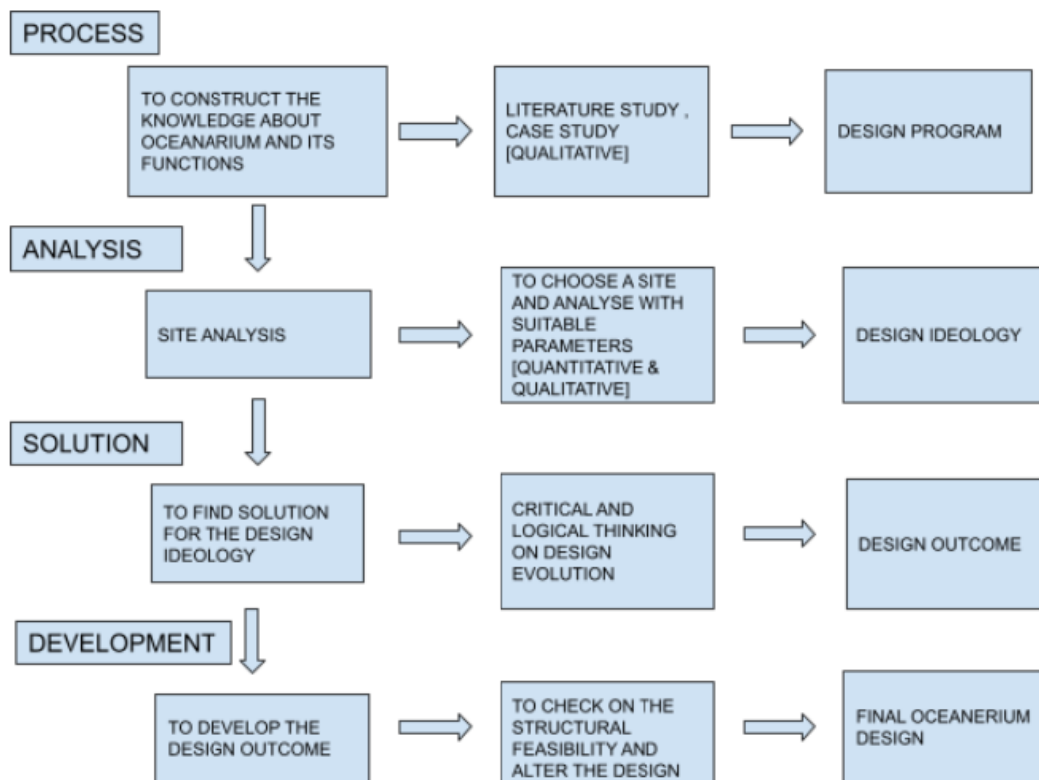 PROCESS
TO CONSTRUCT THE
KNOWLEDGE ABOUT
OCEANARIUM AND ITS
FUNCTIONS
LITERATURE STUDY ,
CASE STUDY
[QUALITATIVE]
DESIGN PROGRAM
ANALYSIS
SITE ANALYSIS
TO CHOOSE A SITE
AND ANALYSE WITH
SUITABLE
PARAMETERS
[QUANTITATIVE &
QUALITATIVE]
DESIGN IDEOLOGY
SOLUTION
TO FIND SOLUTION
FOR THE DESIGN
IDEOLOGY
CRITICAL AND
LOGICAL THINKING
ON DESIGN
EVOLUTION
DESIGN OUTCOME
DEVELOPMENT
TO DEVELOP THE
DESIGN OUTCOME
TO CHECK ON THE
STRUCTURAL
FEASIBILITY AND
ALTER THE DESIGN
FINAL OCEANERIUM
DESIGN